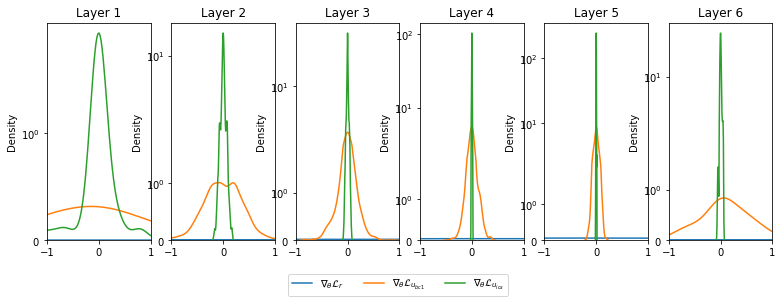 Layer 1 Layer 2 Layer 3 Layer 4 Layer 5 Layer 6
Density 10⁰ 0 −1 0 1
Density 10¹ 10⁰ 0 −1 0 1
Density 10¹ 10⁰ 0 −1 0 1
Density 10² 10¹ 10⁰ 0 −1 0 1
Density 10² 10¹ 10⁰ 0 −1 0 1
Density 10¹ 10⁰ 0 −1 0 1
∇θℒr ∇θℒubc1 ∇θℒuics